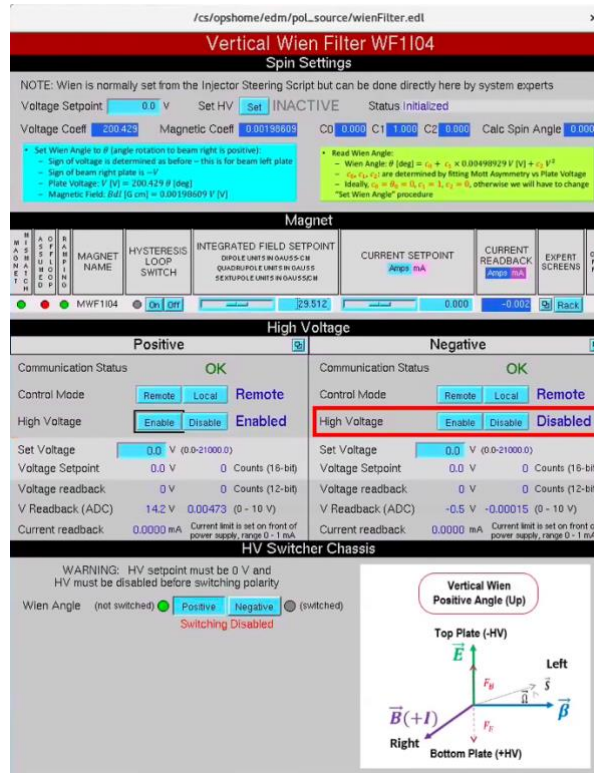 /cs/opshome/edm/pol_source/wienFilter.edl
Vertical Wien Filter WF1I04
Spin Settings
NOTE: Wien is normally set from the Injector Steering Script but can be done directly here by system experts
Voltage Setpoint 0.0 V Set HV Set INACTIVE Status Initialized
Voltage Coeff 200.429 Magnetic Coeff 0.00198609 C0 0.000 C1 1.000 C2 0.000 Calc Spin Angle 0.000
• Set Wien Angle to θ (angle rotation to beam right is positive):
– Sign of voltage is determined as before – this is for beam left plate
– Sign of beam right plate is –V
– Plate Voltage: V [V] = 200.429 θ [deg]
– Magnetic Field: BdL [G cm] = 0.00198609 V [V]
• Read Wien Angle:
– Wien Angle: θ [deg] = c₀ + c₁ × 0.00498929 V [V] + c₂ V²
– c₀, c₁, c₂ are determined by fitting Mott Asymmetry vs Plate Voltage
– Ideally, c₀ = θ₀ = 0, c₁ = 1, c₂ = 0, otherwise we will have to change
"Set Wien Angle" procedure
Magnet
MAGNET
MISMATCH
ASSUMED
OFFLOOP
RAMPING
MAGNET NAME
HYSTERESIS LOOP SWITCH
INTEGRATED FIELD SETPOINT
DIPOLE UNITS IN GAUSS-CM
QUADRUPOLE UNITS IN GAUSS
SEXTUPOLE UNITS IN GAUSS/CM
CURRENT SETPOINT
Amps mA
CURRENT READBACK
Amps mA
EXPERT SCREENS
MWF1I04 On Off 29.512 0.000 -0.002 Rack
High Voltage
Positive
Communication Status OK
Control Mode Remote Local Remote
High Voltage Enable Disable Enabled
Set Voltage 0.0 V (0.0-21000.0)
Voltage Setpoint 0.0 V 0 Counts (16-bit)
Voltage readback 0 V 0 Counts (12-bit)
V Readback (ADC) 14.2 V 0.00473 (0 - 10 V)
Current readback 0.0000 mA Current limit is set on front of
power supply, range 0 - 1 mA
Negative
Communication Status OK
Control Mode Remote Local Remote
High Voltage Enable Disable Disabled
Set Voltage 0.0 V (0.0-21000.0)
Voltage Setpoint 0.0 V 0 Counts (16-bit
Voltage readback 0 V 0 Counts (12-bit
V Readback (ADC) -0.5 V -0.00015 (0 - 10 V)
Current readback 0.0000 mA Current limit is set on front o
power supply, range 0 - 1 m
HV Switcher Chassis
WARNING: HV setpoint must be 0 V and
HV must be disabled before switching polarity
Wien Angle (not switched) Positive Negative (switched)
Switching Disabled
Vertical Wien
Positive Angle (Up)
Top Plate (-HV)
E
Left
F_B
S
Ω
β
B(+I)
F_E
Right
Bottom Plate (+HV)